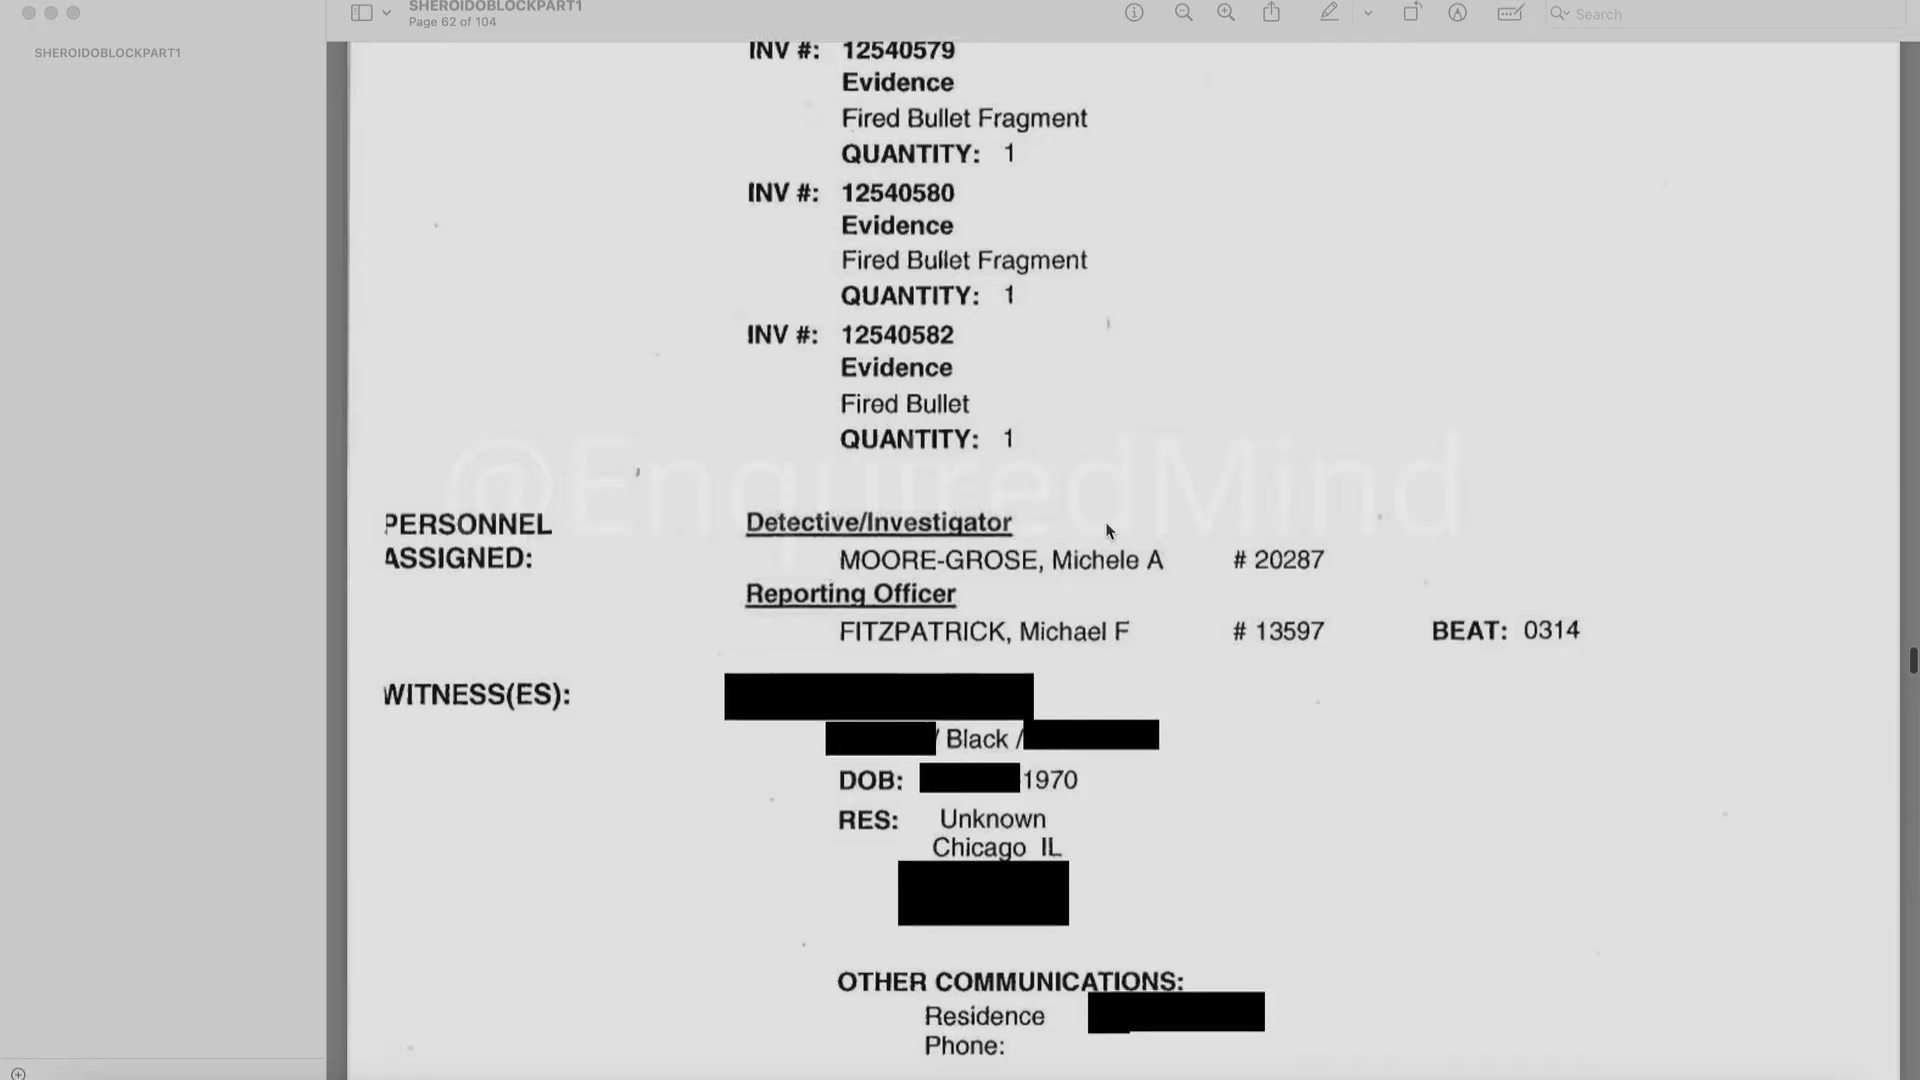 SHEROIDOBLOCKPART1
Page 62 of 104
Search
SHEROIDOBLOCKPART1
INV #: 12540579
Evidence
Fired Bullet Fragment
QUANTITY: 1
INV #: 12540580
Evidence
Fired Bullet Fragment
QUANTITY: 1
INV #: 12540582
Evidence
Fired Bullet
QUANTITY: 1
@EnquredMind
PERSONNEL
ASSIGNED:
Detective/Investigator
MOORE-GROSE, Michele A # 20287
Reporting Officer
FITZPATRICK, Michael F # 13597 BEAT: 0314
WITNESS(ES):
/ Black /
DOB: 1970
RES: Unknown
Chicago IL
OTHER COMMUNICATIONS:
Residence
Phone: